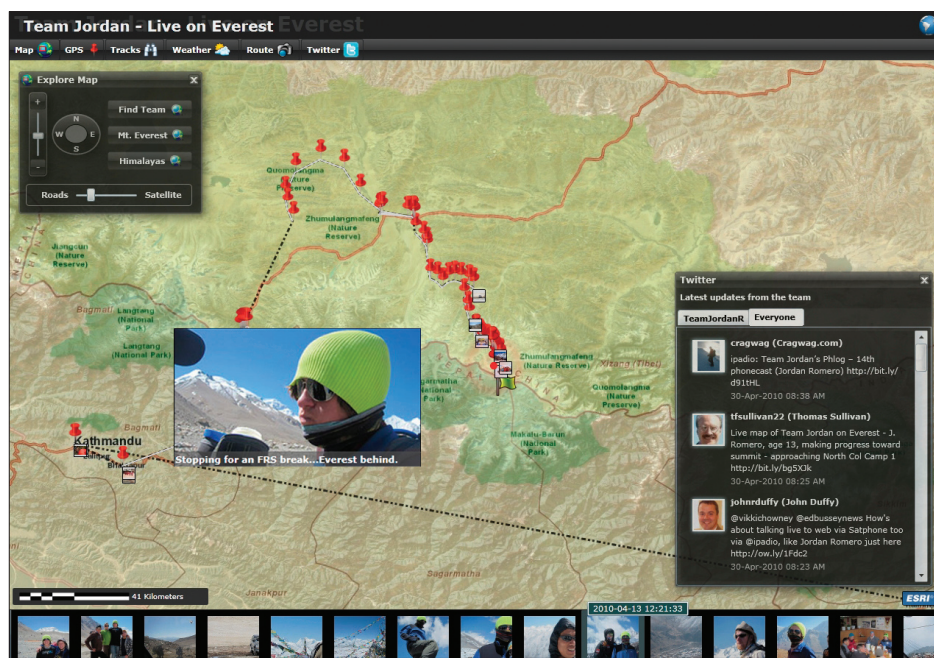 Team Jordan - Live on Everest
Map GPS Tracks Weather Route Twitter
Explore Map x
+
N
W E
S
-
Find Team
Mt. Everest
Himalayas
Roads Satellite
Quomolangma
(Nature
Preserve)
Zhumulangmafeng
(Nature
Reserve)
Jiangcun
(Nature
Reserve)
Bagmati
Langtang
(National
Park)
Langtang
(National Park)
Zhumulangmafeng
(Nature Reserve)
Xizang (Tibet)
CHINA
Quomolangma
(Nature
Preserve)
Makalu-Barun
(National
Park)
Bagmati
Kathmandu
Stopping for an FRS break...Everest behind.
Sagarmatha
Janakpur
41 Kilometers
Twitter x
Latest updates from the team
TeamJordanR Everyone
cragwag (Cragwag.com)
ipadio: Team Jordan's Phlog – 14th
phonecast (Jordan Romero) http://bit.ly/
d91tHL
30-Apr-2010 08:38 AM
tfsullivan22 (Thomas Sullivan)
Live map of Team Jordan on Everest - J.
Romero, age 13, making progress toward
summit - approaching North Col Camp 1
http://bit.ly/bg5XJk
30-Apr-2010 08:25 AM
johnrduffy (John Duffy)
@vikkichowney @edbusseynews How's
about talking live to web via Satphone too
via @ipadio, like Jordan Romero just here
http://ow.ly/1Fdc2
30-Apr-2010 08:23 AM
ESRI
2010-04-13 12:21:33